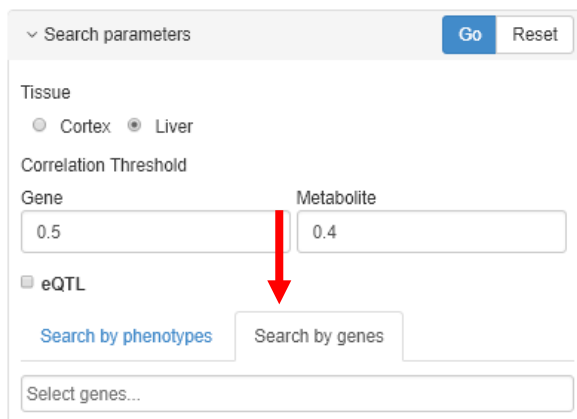 Search parameters Go Reset
Tissue
Cortex Liver
Correlation Threshold
Gene Metabolite
0.5 0.4
eQTL
Search by phenotypes Search by genes
Select genes...